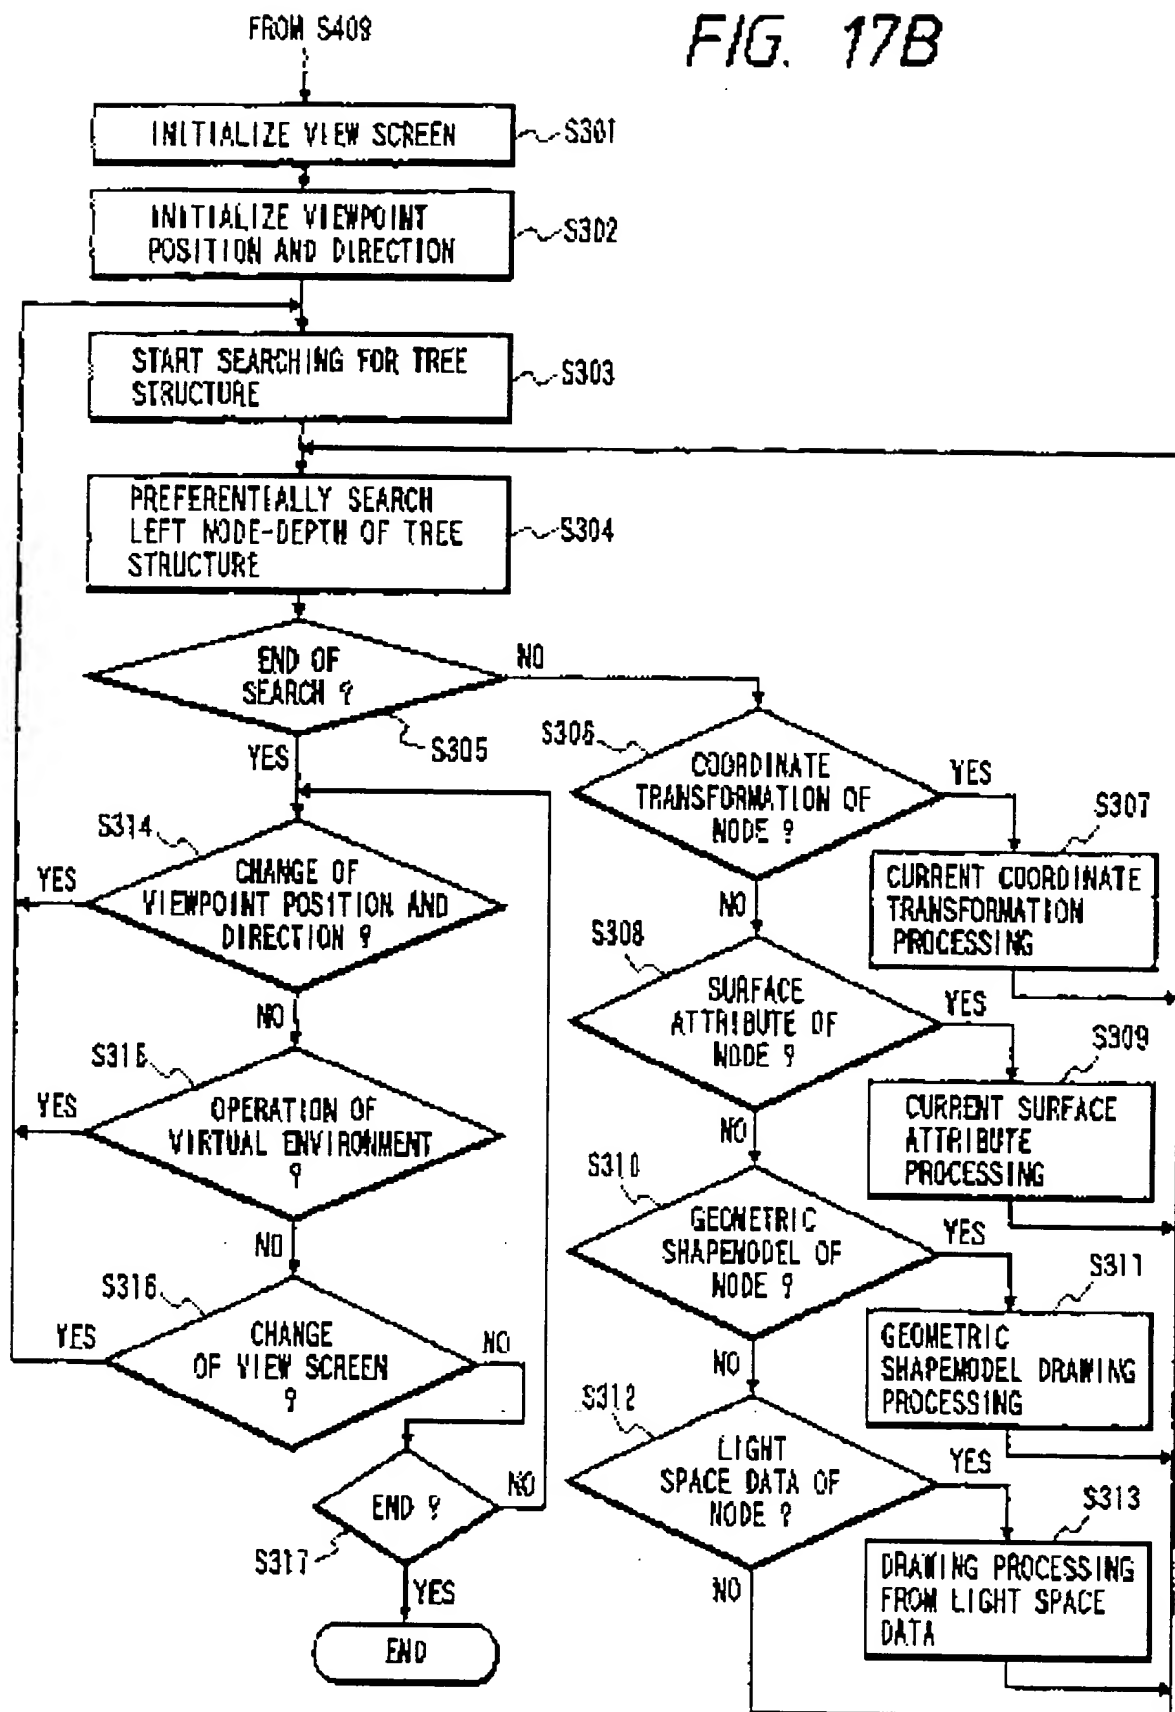 FIG. 17B
FROM S409
INITIALIZE VIEW SCREEN
S301
INITIALIZE VIEWPOINT
POSITION AND DIRECTION
S302
START SEARCHING FOR TREE
STRUCTURE
S303
PREFERENTIALLY SEARCH
LEFT NODE-DEPTH OF TREE
STRUCTURE
S304
END OF
SEARCH ?
NO
S305
YES
S314
CHANGE OF
VIEWPOINT POSITION AND
DIRECTION ?
YES
NO
S315
OPERATION OF
VIRTUAL ENVIRONMENT
?
YES
NO
S316
CHANGE
OF VIEW SCREEN
?
YES
NO
END ?
NO
S317
YES
END
S306
COORDINATE
TRANSFORMATION OF
NODE ?
YES
NO
S307
CURRENT COORDINATE
TRANSFORMATION
PROCESSING
S308
SURFACE
ATTRIBUTE OF
NODE ?
YES
NO
S309
CURRENT SURFACE
ATTRIBUTE
PROCESSING
S310
GEOMETRIC
SHAPEMODEL OF
NODE ?
YES
NO
S311
GEOMETRIC
SHAPEMODEL DRAWING
PROCESSING
S312
LIGHT
SPACE DATA OF
NODE ?
YES
NO
S313
DRAWING PROCESSING
FROM LIGHT SPACE
DATA